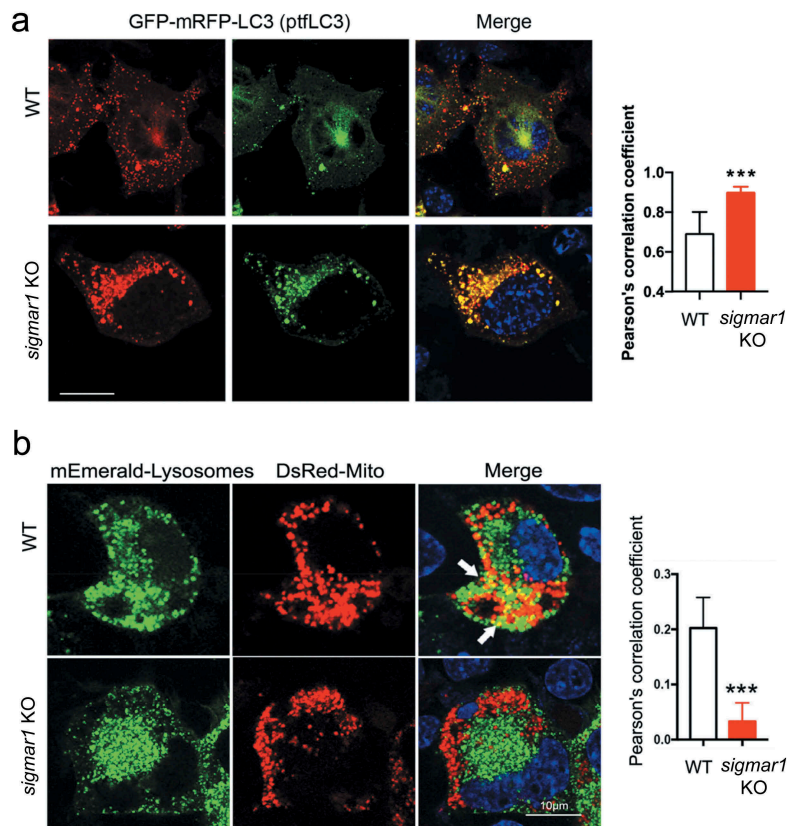 a
GFP-mRFP-LC3 (ptfLC3)
Merge
WT
sigmar1 KO
Pearson's correlation coefficient
1.0
0.8
0.6
0.4
***
WT
sigmar1
KO
b
mEmerald-Lysosomes
DsRed-Mito
Merge
WT
sigmar1 KO
10μm
Pearson's correlation coefficient
0.3
0.2
0.1
0.0
***
WT
sigmar1
KO